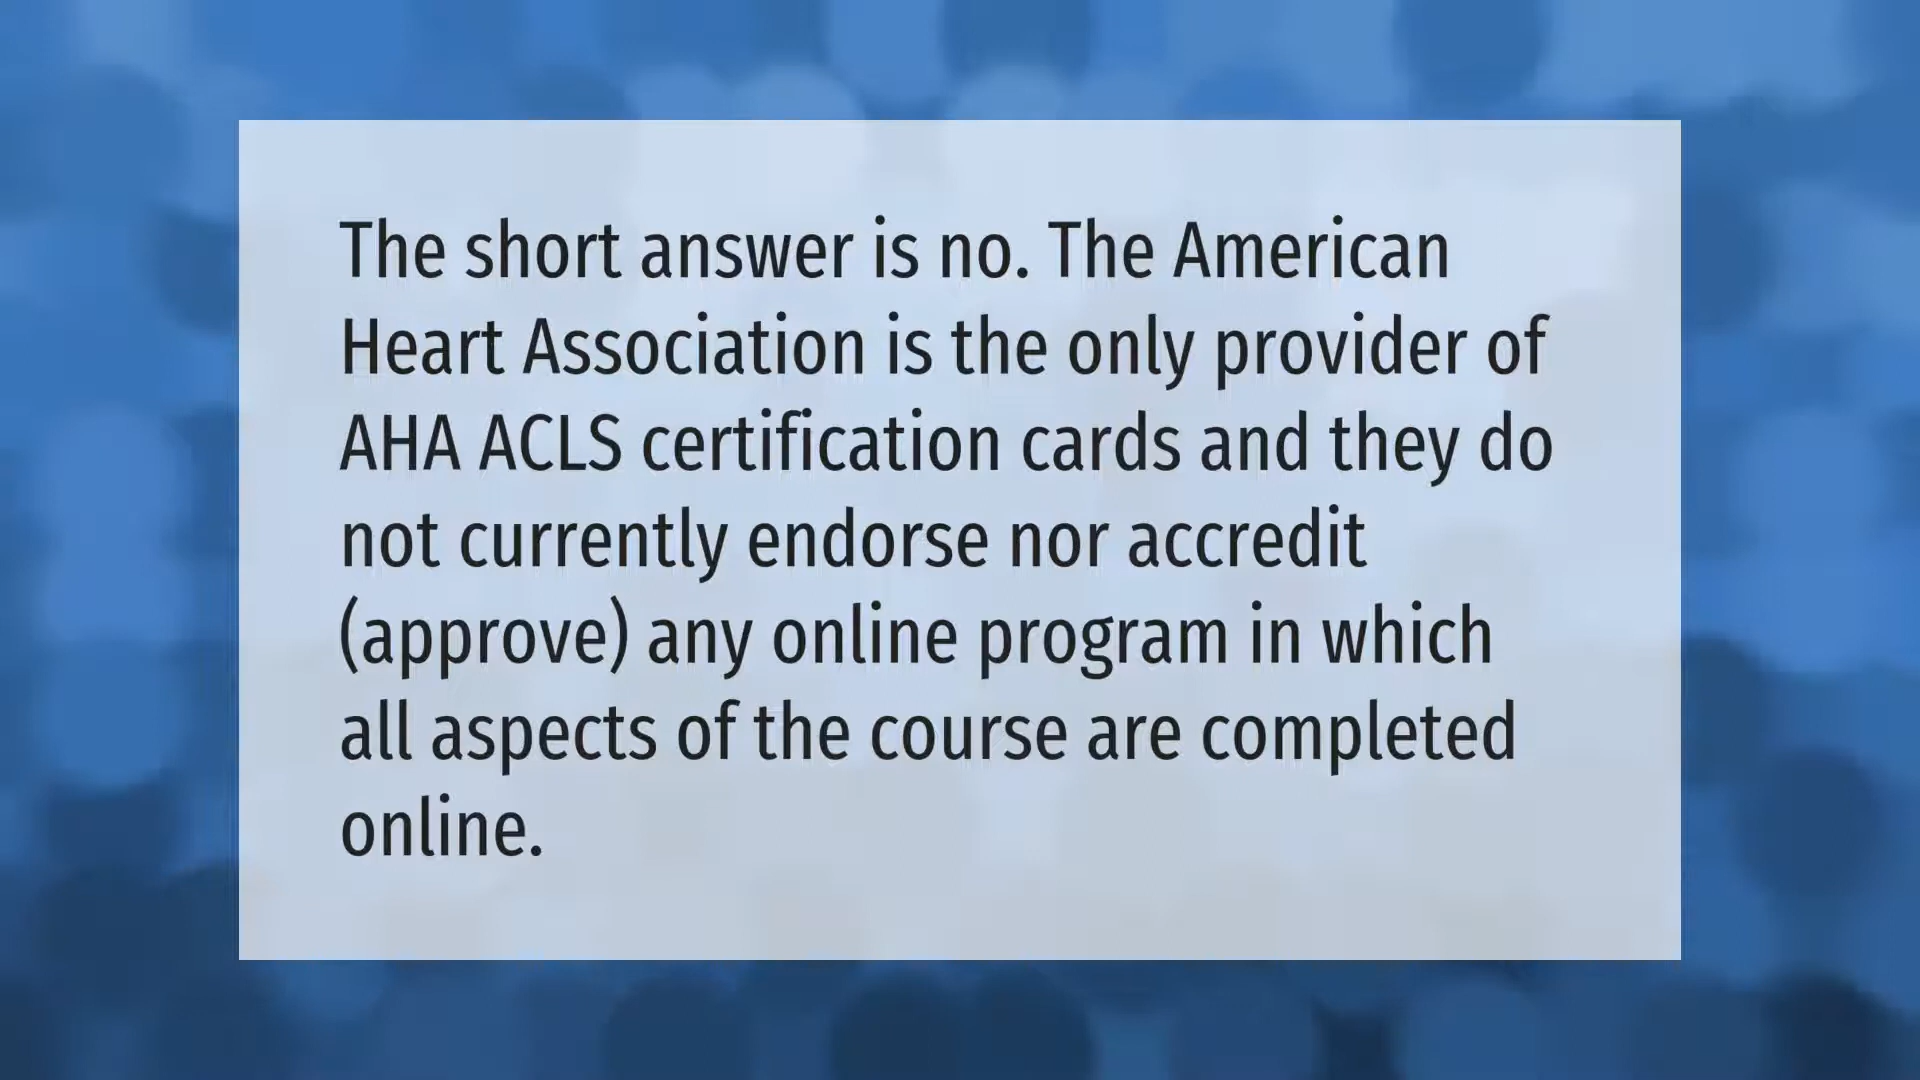 The short answer is no. The American
Heart Association is the only provider of
AHA ACLS certification cards and they do
not currently endorse nor accredit
(approve) any online program in which
all aspects of the course are completed
online.